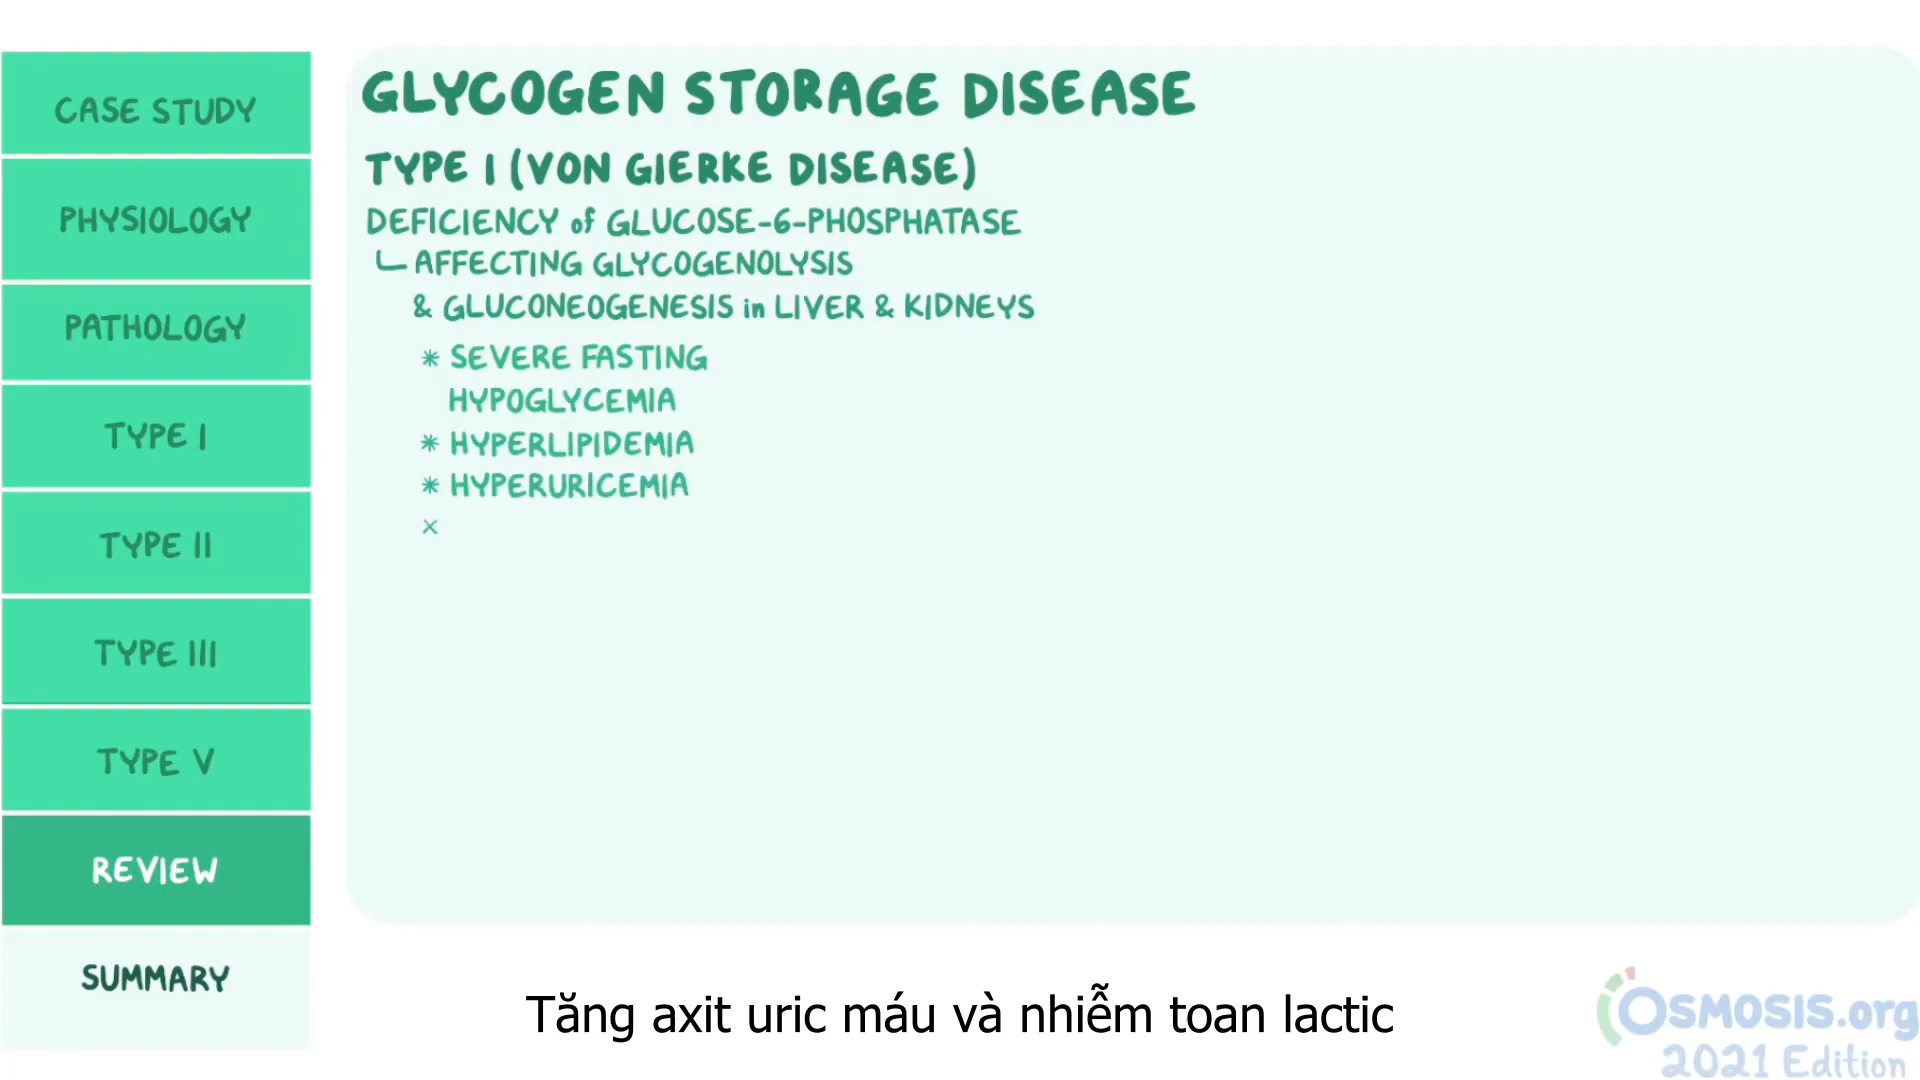 CASE STUDY
PHYSIOLOGY
PATHOLOGY
TYPE I
TYPE II
TYPE III
TYPE V
REVIEW
SUMMARY
GLYCOGEN STORAGE DISEASE
TYPE I (VON GIERKE DISEASE)
DEFICIENCY of GLUCOSE-6-PHOSPHATASE
AFFECTING GLYCOGENOLYSIS
& GLUCONEOGENESIS in LIVER & KIDNEYS
* SEVERE FASTING
HYPOGLYCEMIA
* HYPERLIPIDEMIA
* HYPERURICEMIA
Tăng axit uric máu và nhiễm toan lactic
OSMOSIS.org
2021 Edition